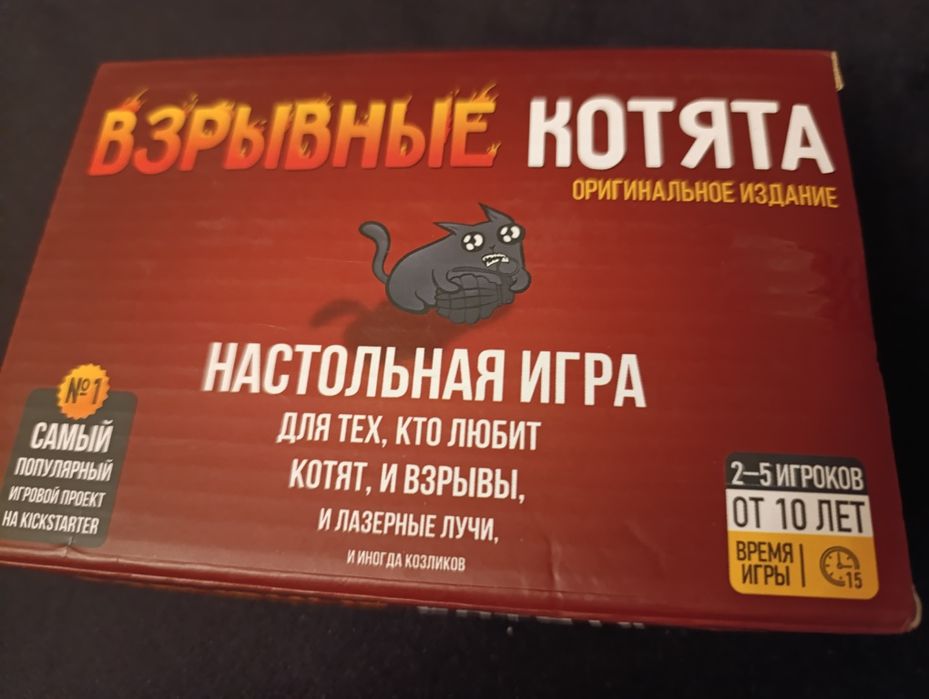 ВЗРЫВНЫЕ КОТЯТА
ОРИГИНАЛЬНОЕ ИЗДАНИЕ
НАСТОЛЬНАЯ ИГРА
ДЛЯ ТЕХ, КТО ЛЮБИТ
КОТЯТ, И ВЗРЫВЫ,
И ЛАЗЕРНЫЕ ЛУЧИ,
И ИНОГДА КОЗЛИКОВ
№1
САМЫЙ
ПОПУЛЯРНЫЙ
ИГРОВОЙ ПРОЕКТ
НА KICKSTARTER
2–5 ИГРОКОВ
ОТ 10 ЛЕТ
ВРЕМЯ
ИГРЫ
15